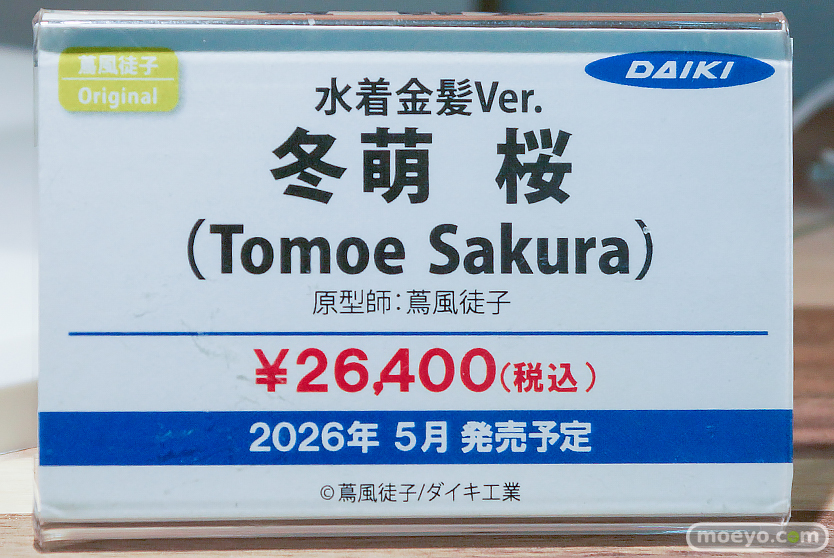 蔦風徒子
Original
DAIKI
水着金髪Ver.
冬萌 桜
(Tomoe Sakura)
原型師:蔦風徒子
¥26,400(税込)
2026年 5月 発売予定
©蔦風徒子/ダイキ工業
moeyo.com